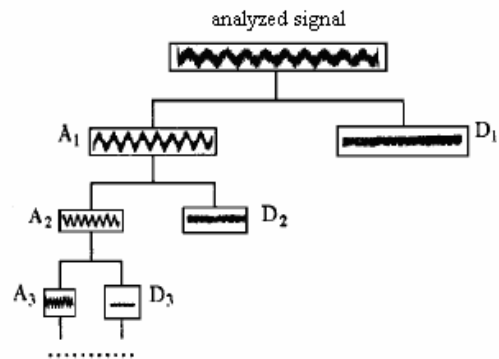 analyzed signal
A1 D1
A2 D2
A3 D3
............